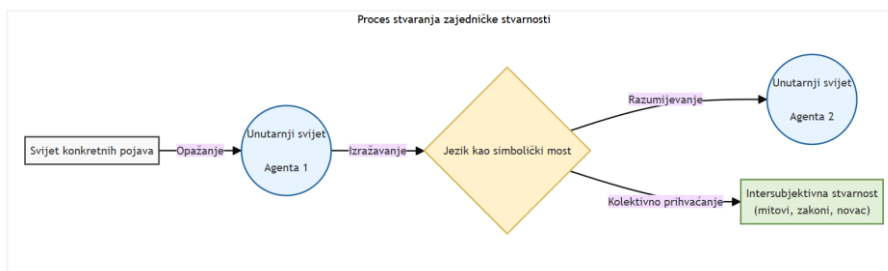 Proces stvaranja zajedničke stvarnosti
Svijet konkretnih pojava
Opažanje
Unutarnji svijet
Agenta 1
Izražavanje
Jezik kao simbolički most
Razumijevanje
Unutarnji svijet
Agenta 2
Kolektivno prihvaćanje
Intersubjektivna stvarnost
(mitovi, zakoni, novac)